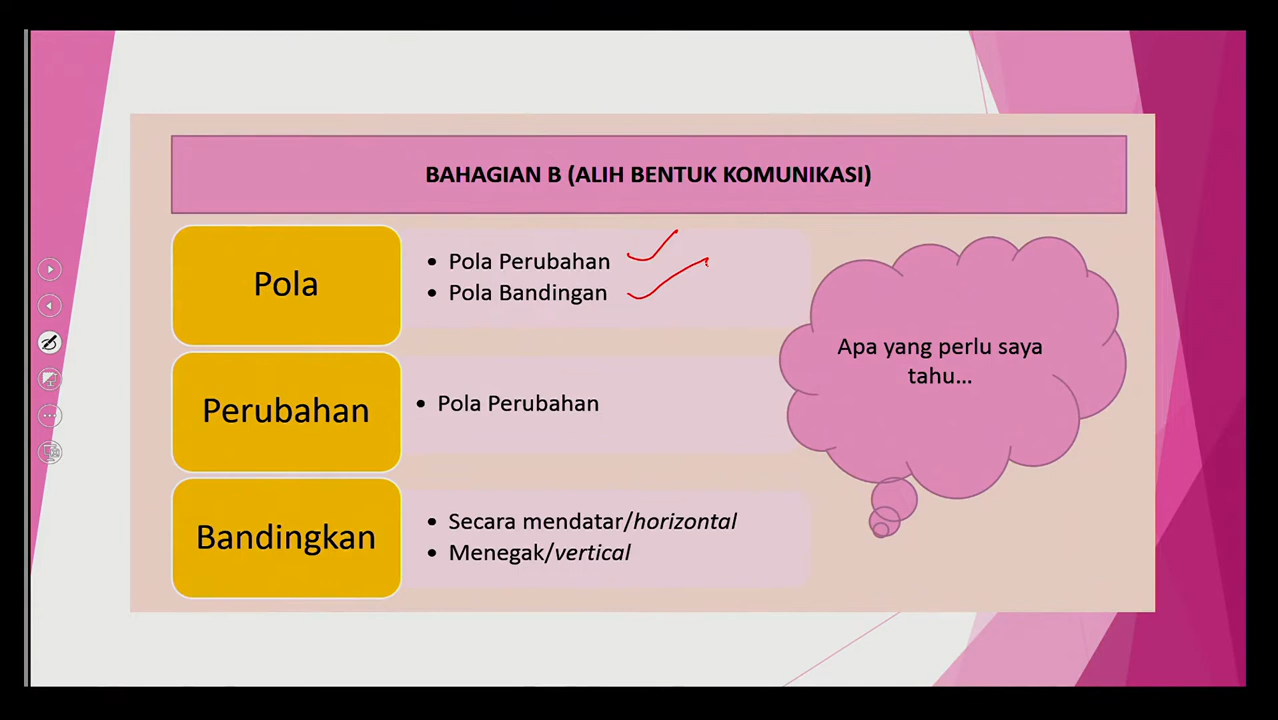 BAHAGIAN B (ALIH BENTUK KOMUNIKASI)
Pola
• Pola Perubahan
• Pola Bandingan
Perubahan
• Pola Perubahan
Bandingkan
• Secara mendatar/horizontal
• Menegak/vertical
Apa yang perlu saya
tahu...